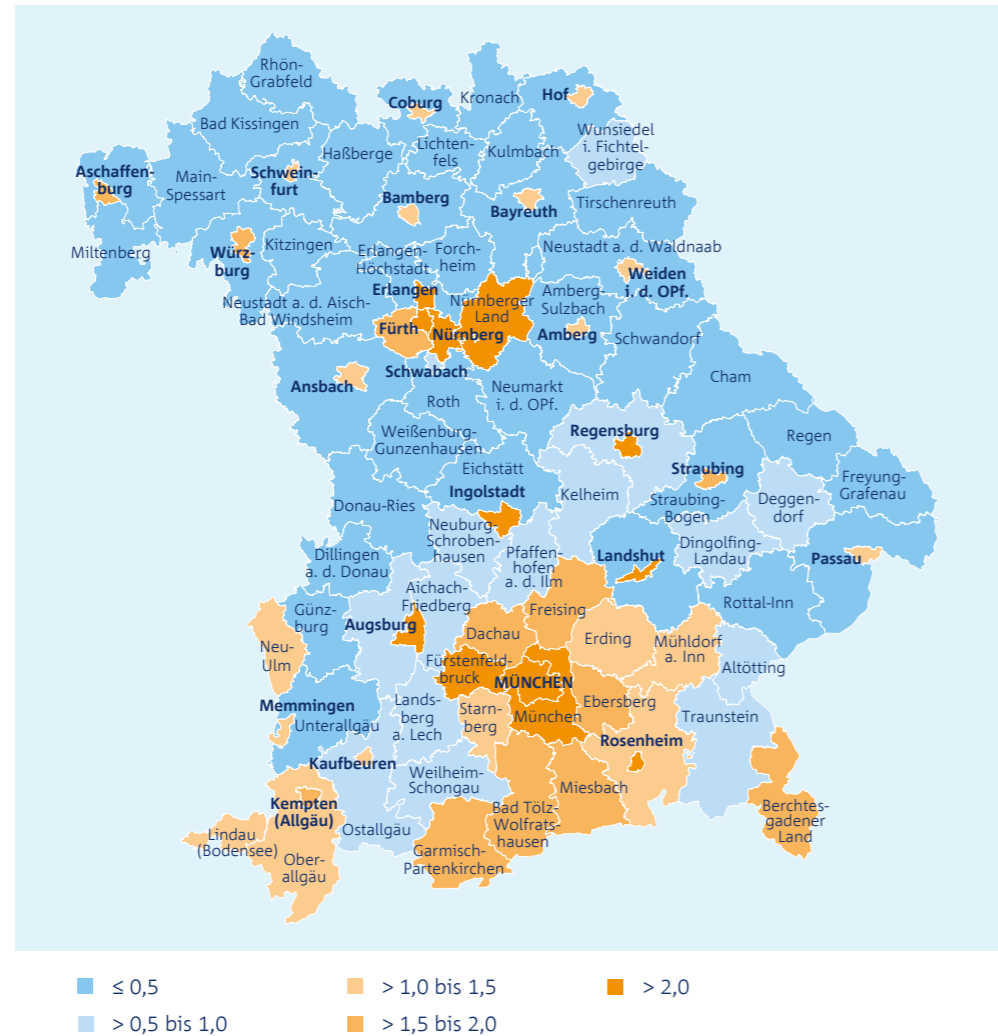 Rhön-
Grabfeld
Coburg
Kronach
Hof
Bad Kissingen
Wunsiedel
i. Fichtel-
gebirge
Haßberge
Lichten-
fels
Kulmbach
Aschaffen-
burg
Main-
Spessart
Schwein-
furt
Bamberg
Bayreuth
Tirschenreuth
Miltenberg
Würz-
burg
Kitzingen
Erlangen-
Höchstadt
Forch-
heim
Neustadt a. d. Waldnaab
Weiden
i. d. OPf.
Neustadt a. d. Aisch-
Bad Windsheim
Erlangen
Nürnberger
Land
Amberg-
Sulzbach
Fürth
Nürnberg
Amberg
Schwandorf
Ansbach
Schwabach
Roth
Neumarkt
i. d. OPf.
Cham
Weißenburg-
Gunzenhausen
Regensburg
Regen
Eichstätt
Ingolstadt
Kelheim
Straubing
Straubing-
Bogen
Deggen-
dorf
Freyung-
Grafenau
Donau-Ries
Neuburg-
Schroben-
hausen
Pfaffen-
hofen
a. d. Ilm
Landshut
Dingolfing-
Landau
Passau
Dillingen
a. d. Donau
Aichach-
Friedberg
Freising
Rottal-Inn
Günz-
burg
Augsburg
Dachau
Erding
Mühldorf
a. Inn
Altötting
Neu-
Ulm
Fürstenfeld-
bruck
MÜNCHEN
München
Ebersberg
Traunstein
Memmingen
Unterallgäu
Lands-
berg
a. Lech
Starn-
berg
Rosenheim
Kaufbeuren
Weilheim-
Schongau
Miesbach
Berchtes-
gadener
Land
Kempten
(Allgäu)
Ostallgäu
Bad Tölz-
Wolfrats-
hausen
Lindau
(Bodensee)
Ober-
allgäu
Garmisch-
Partenkirchen
≤ 0,5
> 1,0 bis 1,5
> 2,0
> 0,5 bis 1,0
> 1,5 bis 2,0